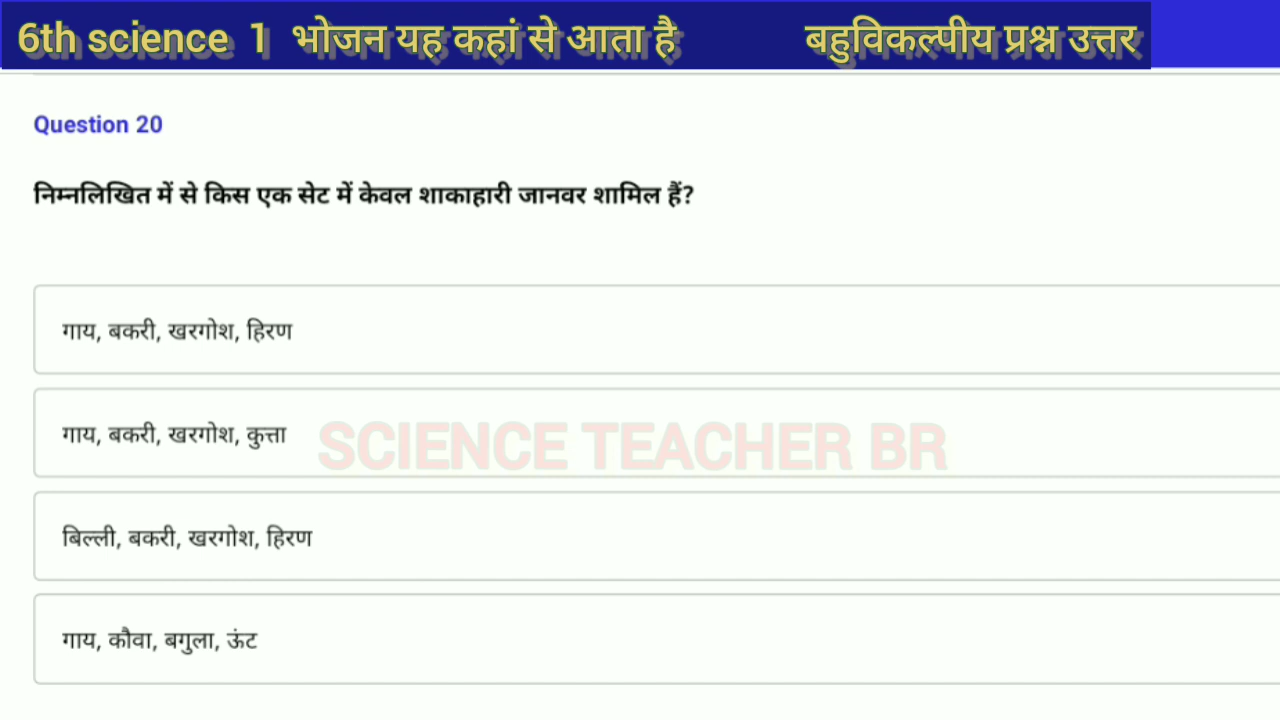 6th science 1 भोजन यह कहां से आता है बहुविकल्पीय प्रश्न उत्तर
Question 20
निम्नलिखित में से किस एक सेट में केवल शाकाहारी जानवर शामिल हैं?
गाय, बकरी, खरगोश, हिरण
गाय, बकरी, खरगोश, कुत्ता
SCIENCE TEACHER BR
बिल्ली, बकरी, खरगोश, हिरण
गाय, कौवा, बगुला, ऊंट